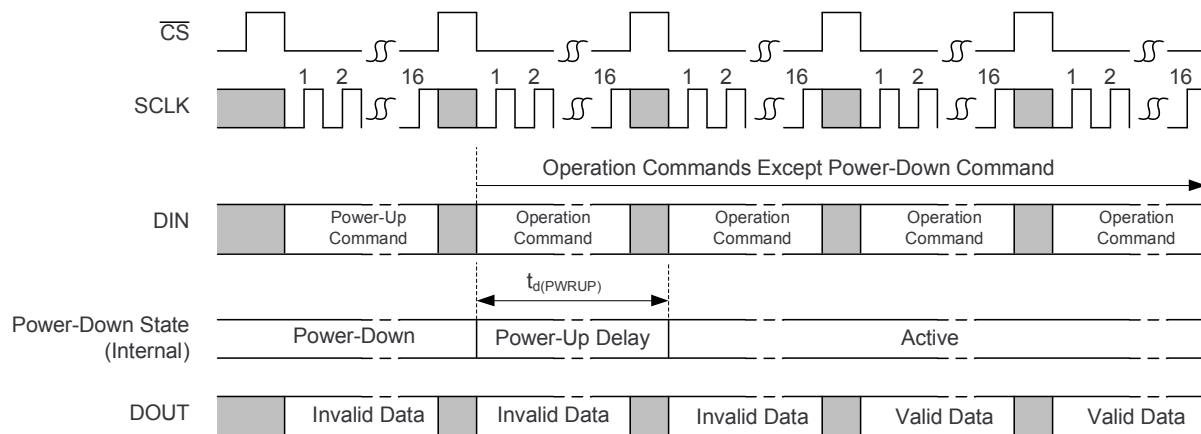 CS
1 2 16 1 2 16 1 2 16 1 2 16 1 2 16
SCLK
Operation Commands Except Power-Down Command
DIN
Power-Up
Command
Operation
Command
Operation
Command
Operation
Command
Operation
Command
td(PWRUP)
Power-Down State
(Internal)
Power-Down
Power-Up Delay
Active
DOUT
Invalid Data
Invalid Data
Invalid Data
Valid Data
Valid Data